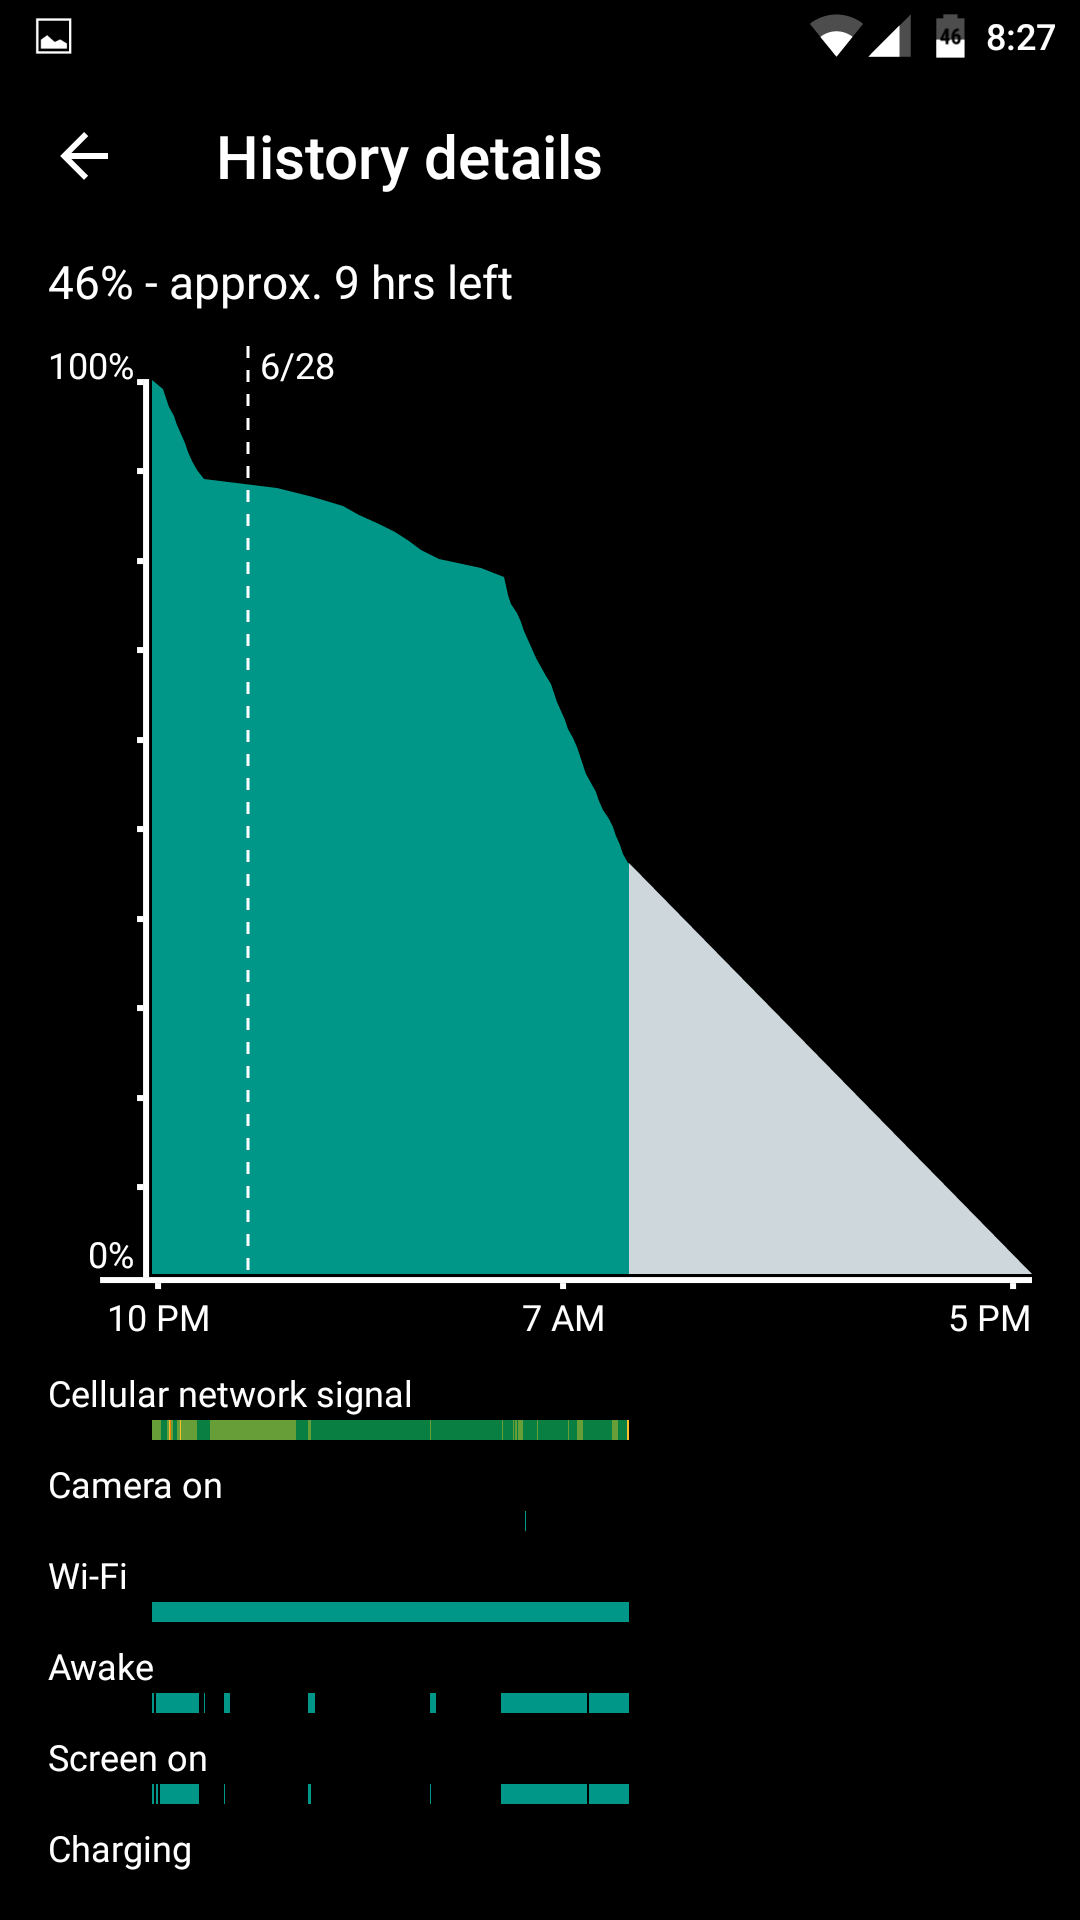 46 8:27
History details
46% - approx. 9 hrs left
100% 6/28
0%
10 PM 7 AM 5 PM
Cellular network signal
Camera on
Wi-Fi
Awake
Screen on
Charging